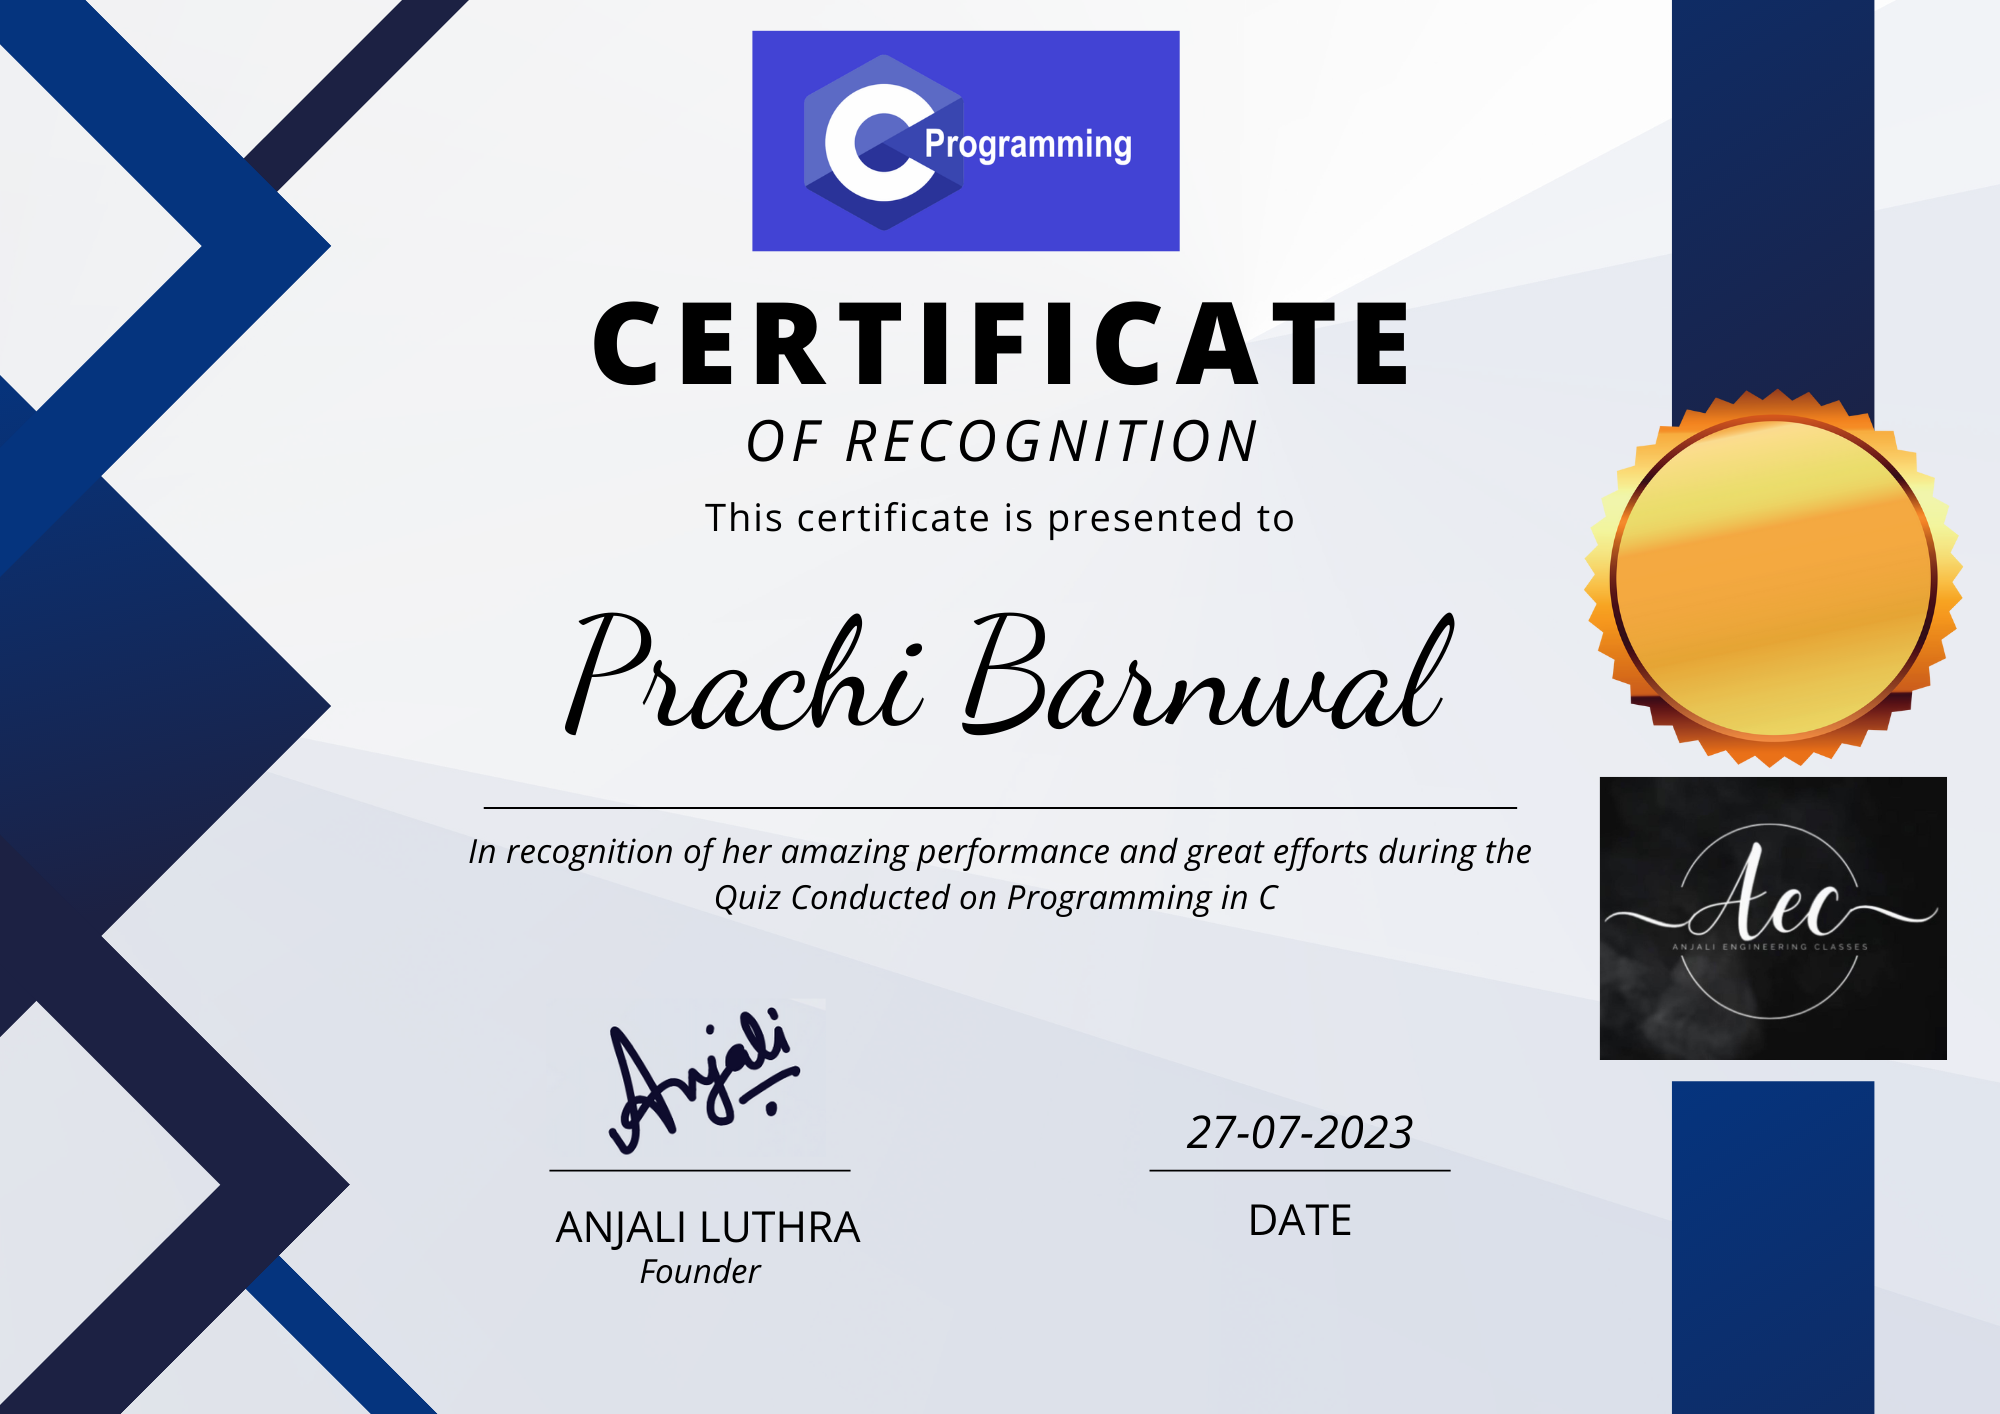 C Programming
CERTIFICATE
OF RECOGNITION
This certificate is presented to
Prachi Barnwal
In recognition of her amazing performance and great efforts during the
Quiz Conducted on Programming in C
Aec
ANJALI ENGINEERING CLASSES
Anjali
27-07-2023
ANJALI LUTHRA
DATE
Founder